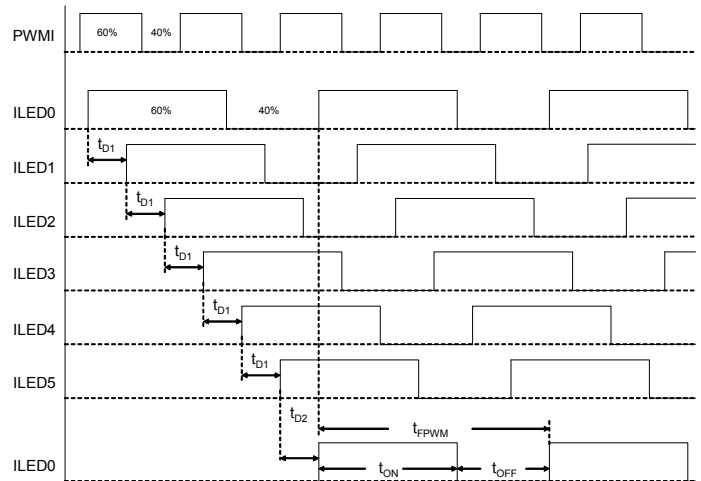 PWMI
60% 40%
ILED0
60% 40%
tD1
ILED1
tD1
ILED2
tD1
ILED3
tD1
ILED4
tD1
ILED5
tD2
tFPWM
ILED0
tON tOFF